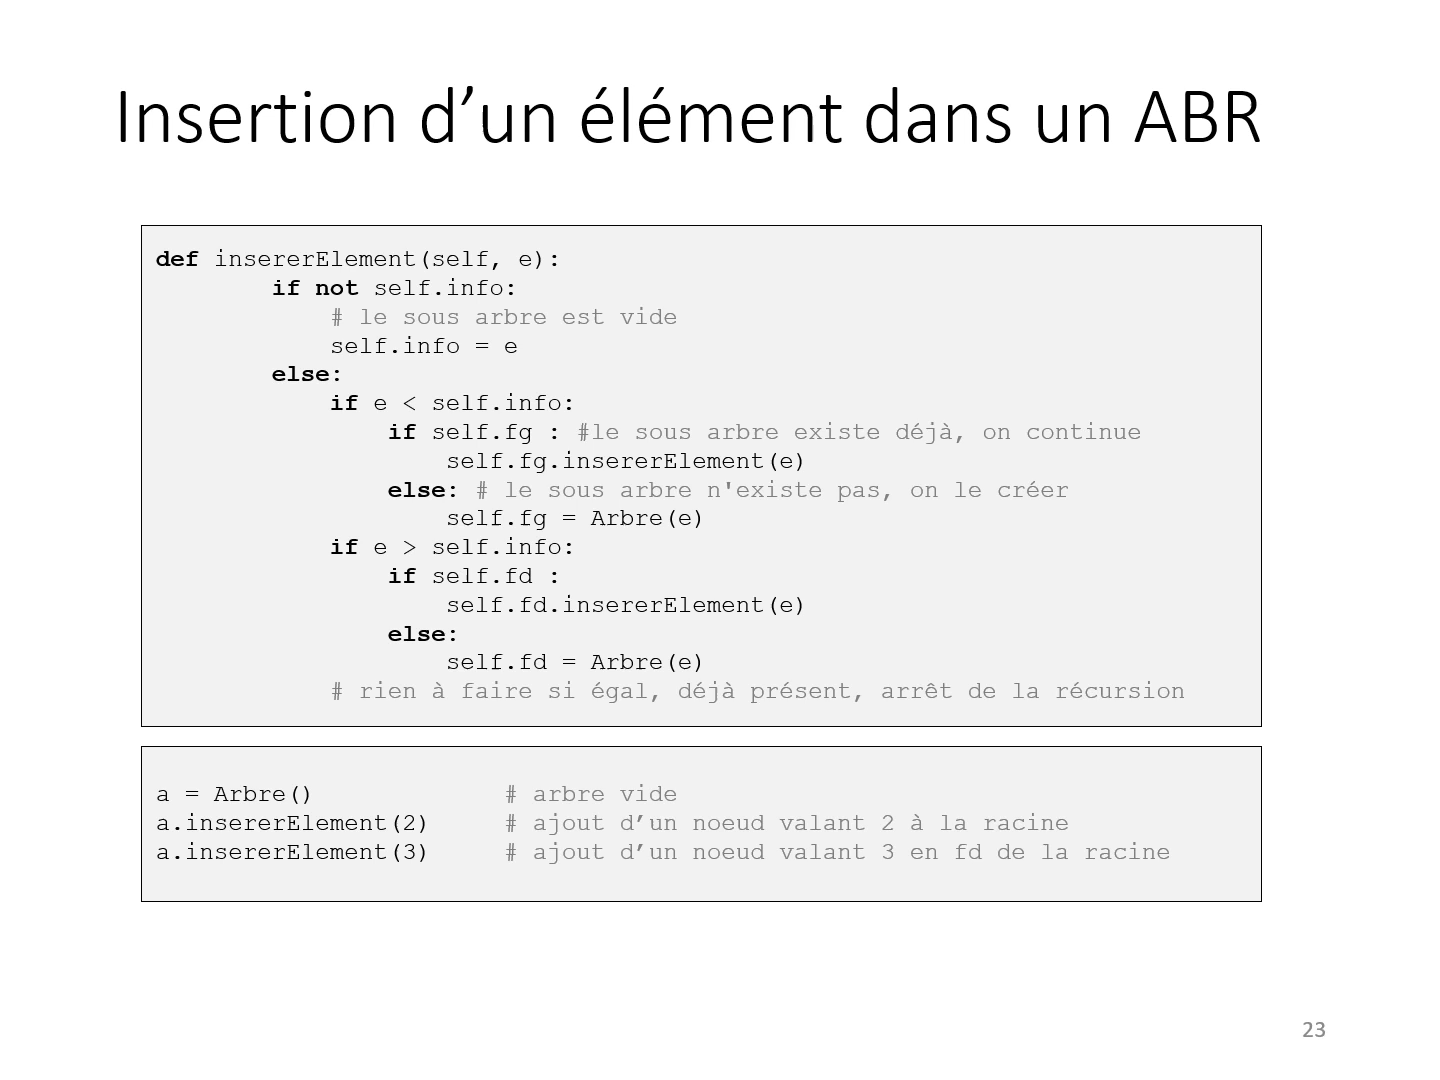 Insertion d’un élément dans un ABR
def insererElement(self, e):
        if not self.info:
            # le sous arbre est vide
            self.info = e
        else:
            if e < self.info:
                if self.fg : #le sous arbre existe déjà, on continue
                    self.fg.insererElement(e)
                else: # le sous arbre n'existe pas, on le créer
                    self.fg = Arbre(e)
            if e > self.info:
                if self.fd :
                    self.fd.insererElement(e)
                else:
                    self.fd = Arbre(e)
            # rien à faire si égal, déjà présent, arrêt de la récursion
a = Arbre()             # arbre vide
a.insererElement(2)     # ajout d’un noeud valant 2 à la racine
a.insererElement(3)     # ajout d’un noeud valant 3 en fd de la racine
23